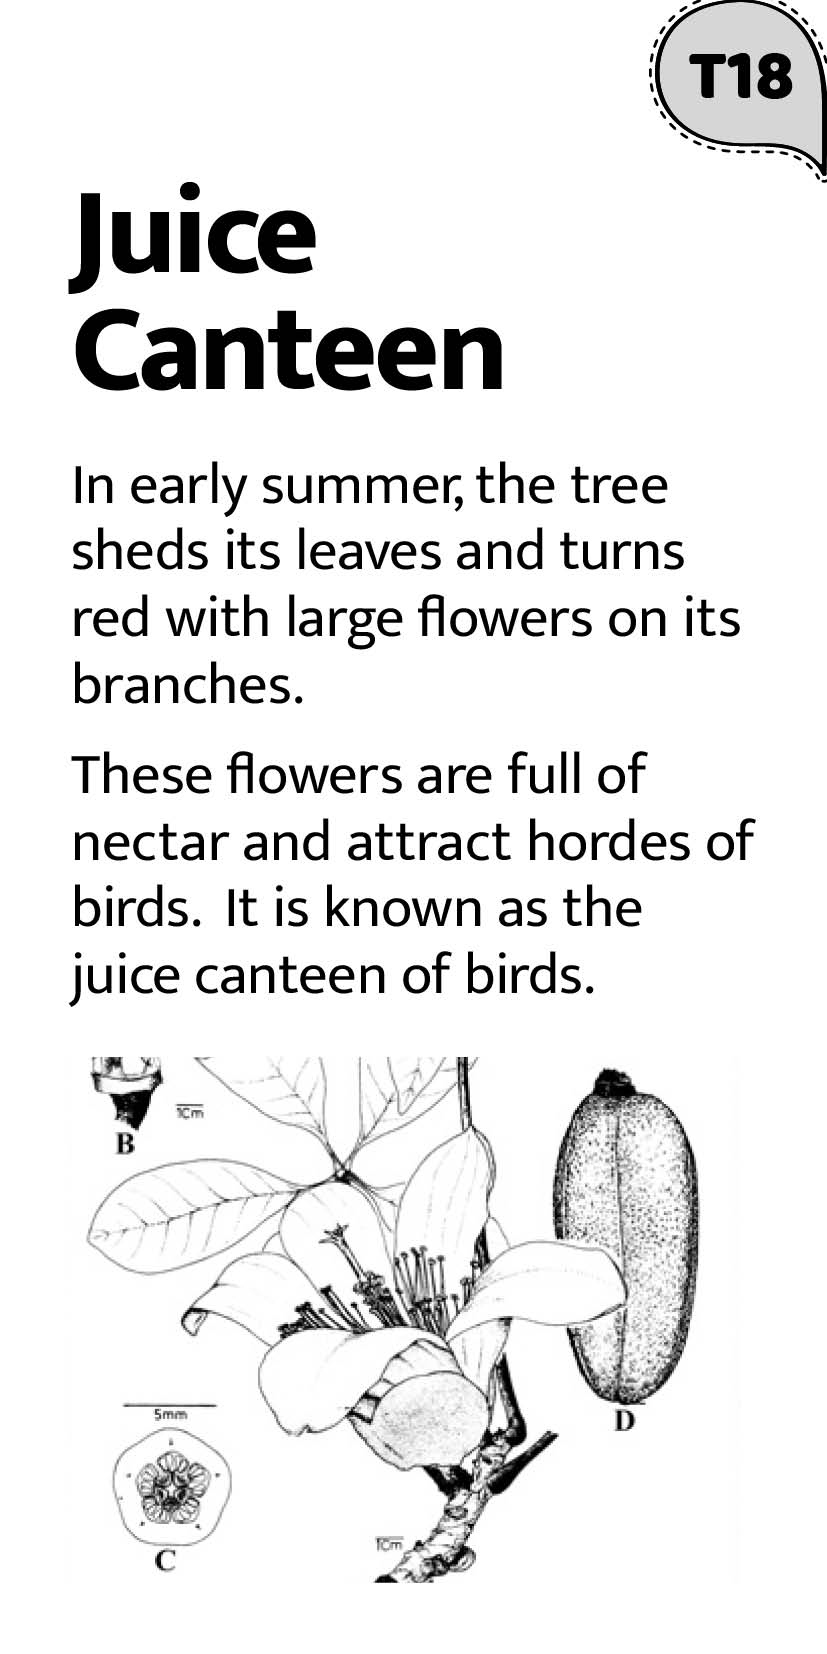 T18
Juice
Canteen
In early summer, the tree
sheds its leaves and turns
red with large flowers on its
branches.
These flowers are full of
nectar and attract hordes of
birds. It is known as the
juice canteen of birds.
1Cm
B
D
5mm
C
1Cm